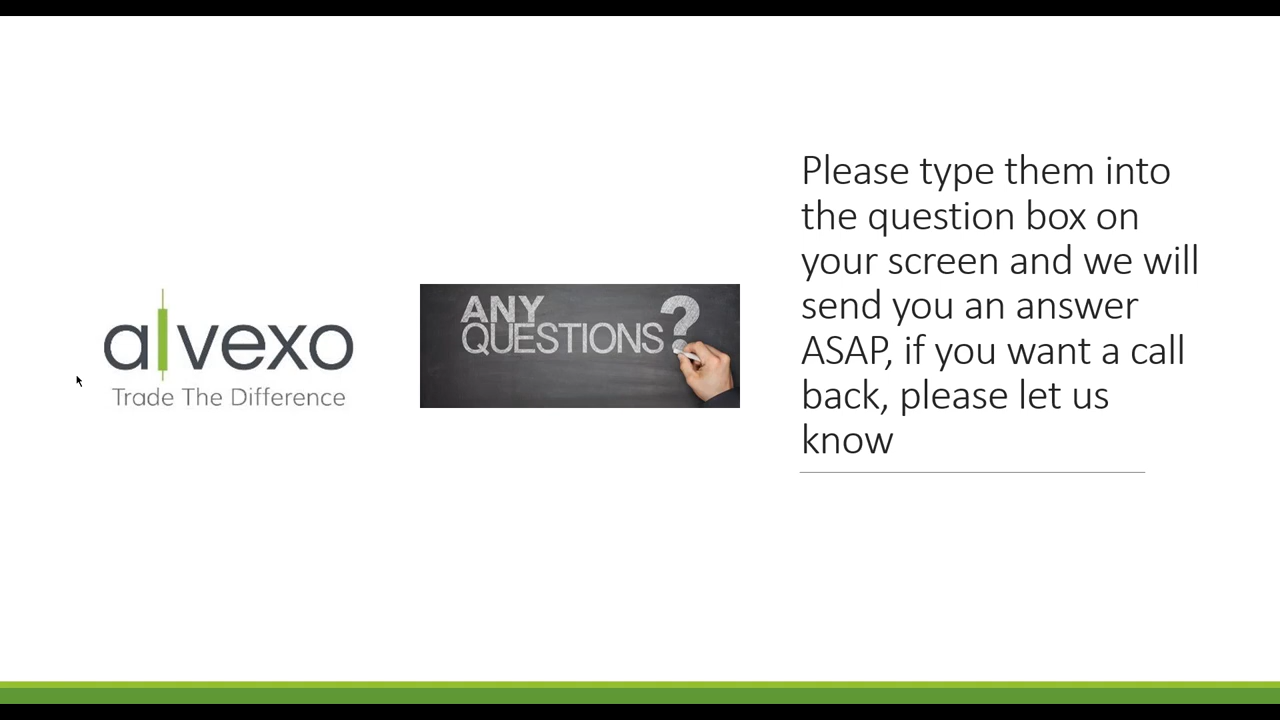 alvexo
Trade The Difference
ANY
QUESTIONS?
Please type them into
the question box on
your screen and we will
send you an answer
ASAP, if you want a call
back, please let us
know